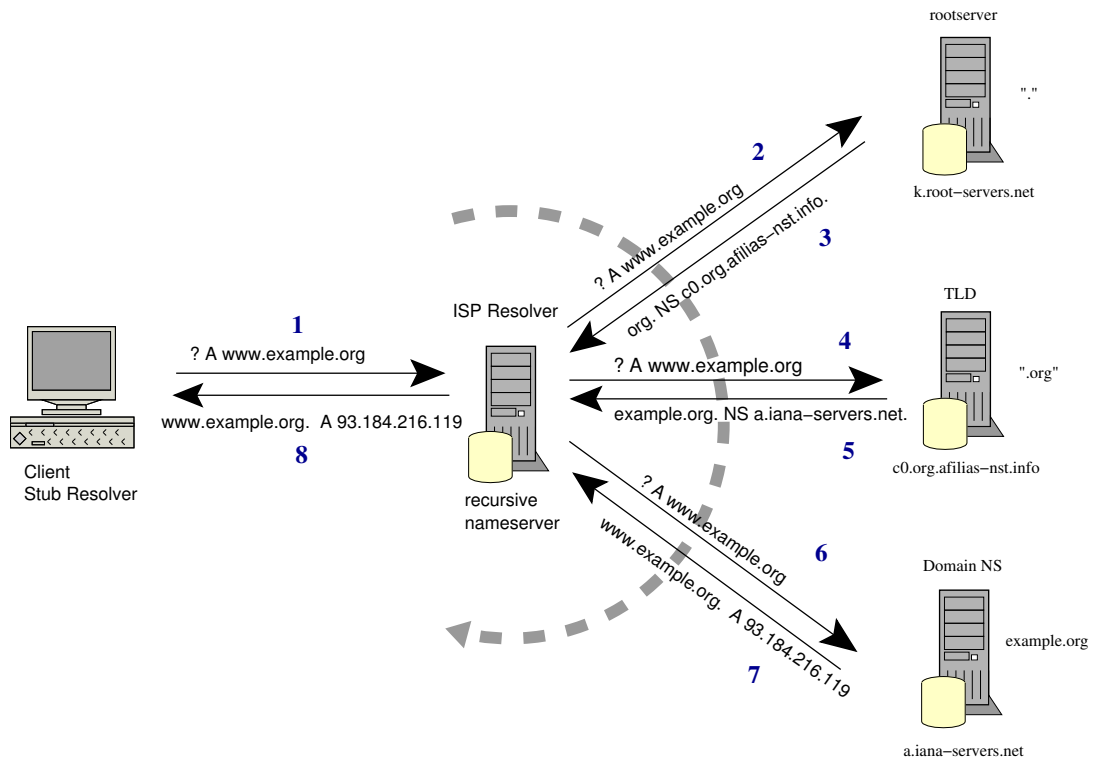 rootserver
"."
k.root−servers.net
2
? A www.example.org
org. NS c0.org.afilias−nst.info.
3
ISP Resolver
1
? A www.example.org
www.example.org. A 93.184.216.119
8
Client
Stub Resolver
recursive
nameserver
TLD
".org"
c0.org.afilias−nst.info
4
? A www.example.org
example.org. NS a.iana−servers.net.
5
? A www.example.org
6
www.example.org. A 93.184.216.119
7
Domain NS
example.org
a.iana−servers.net